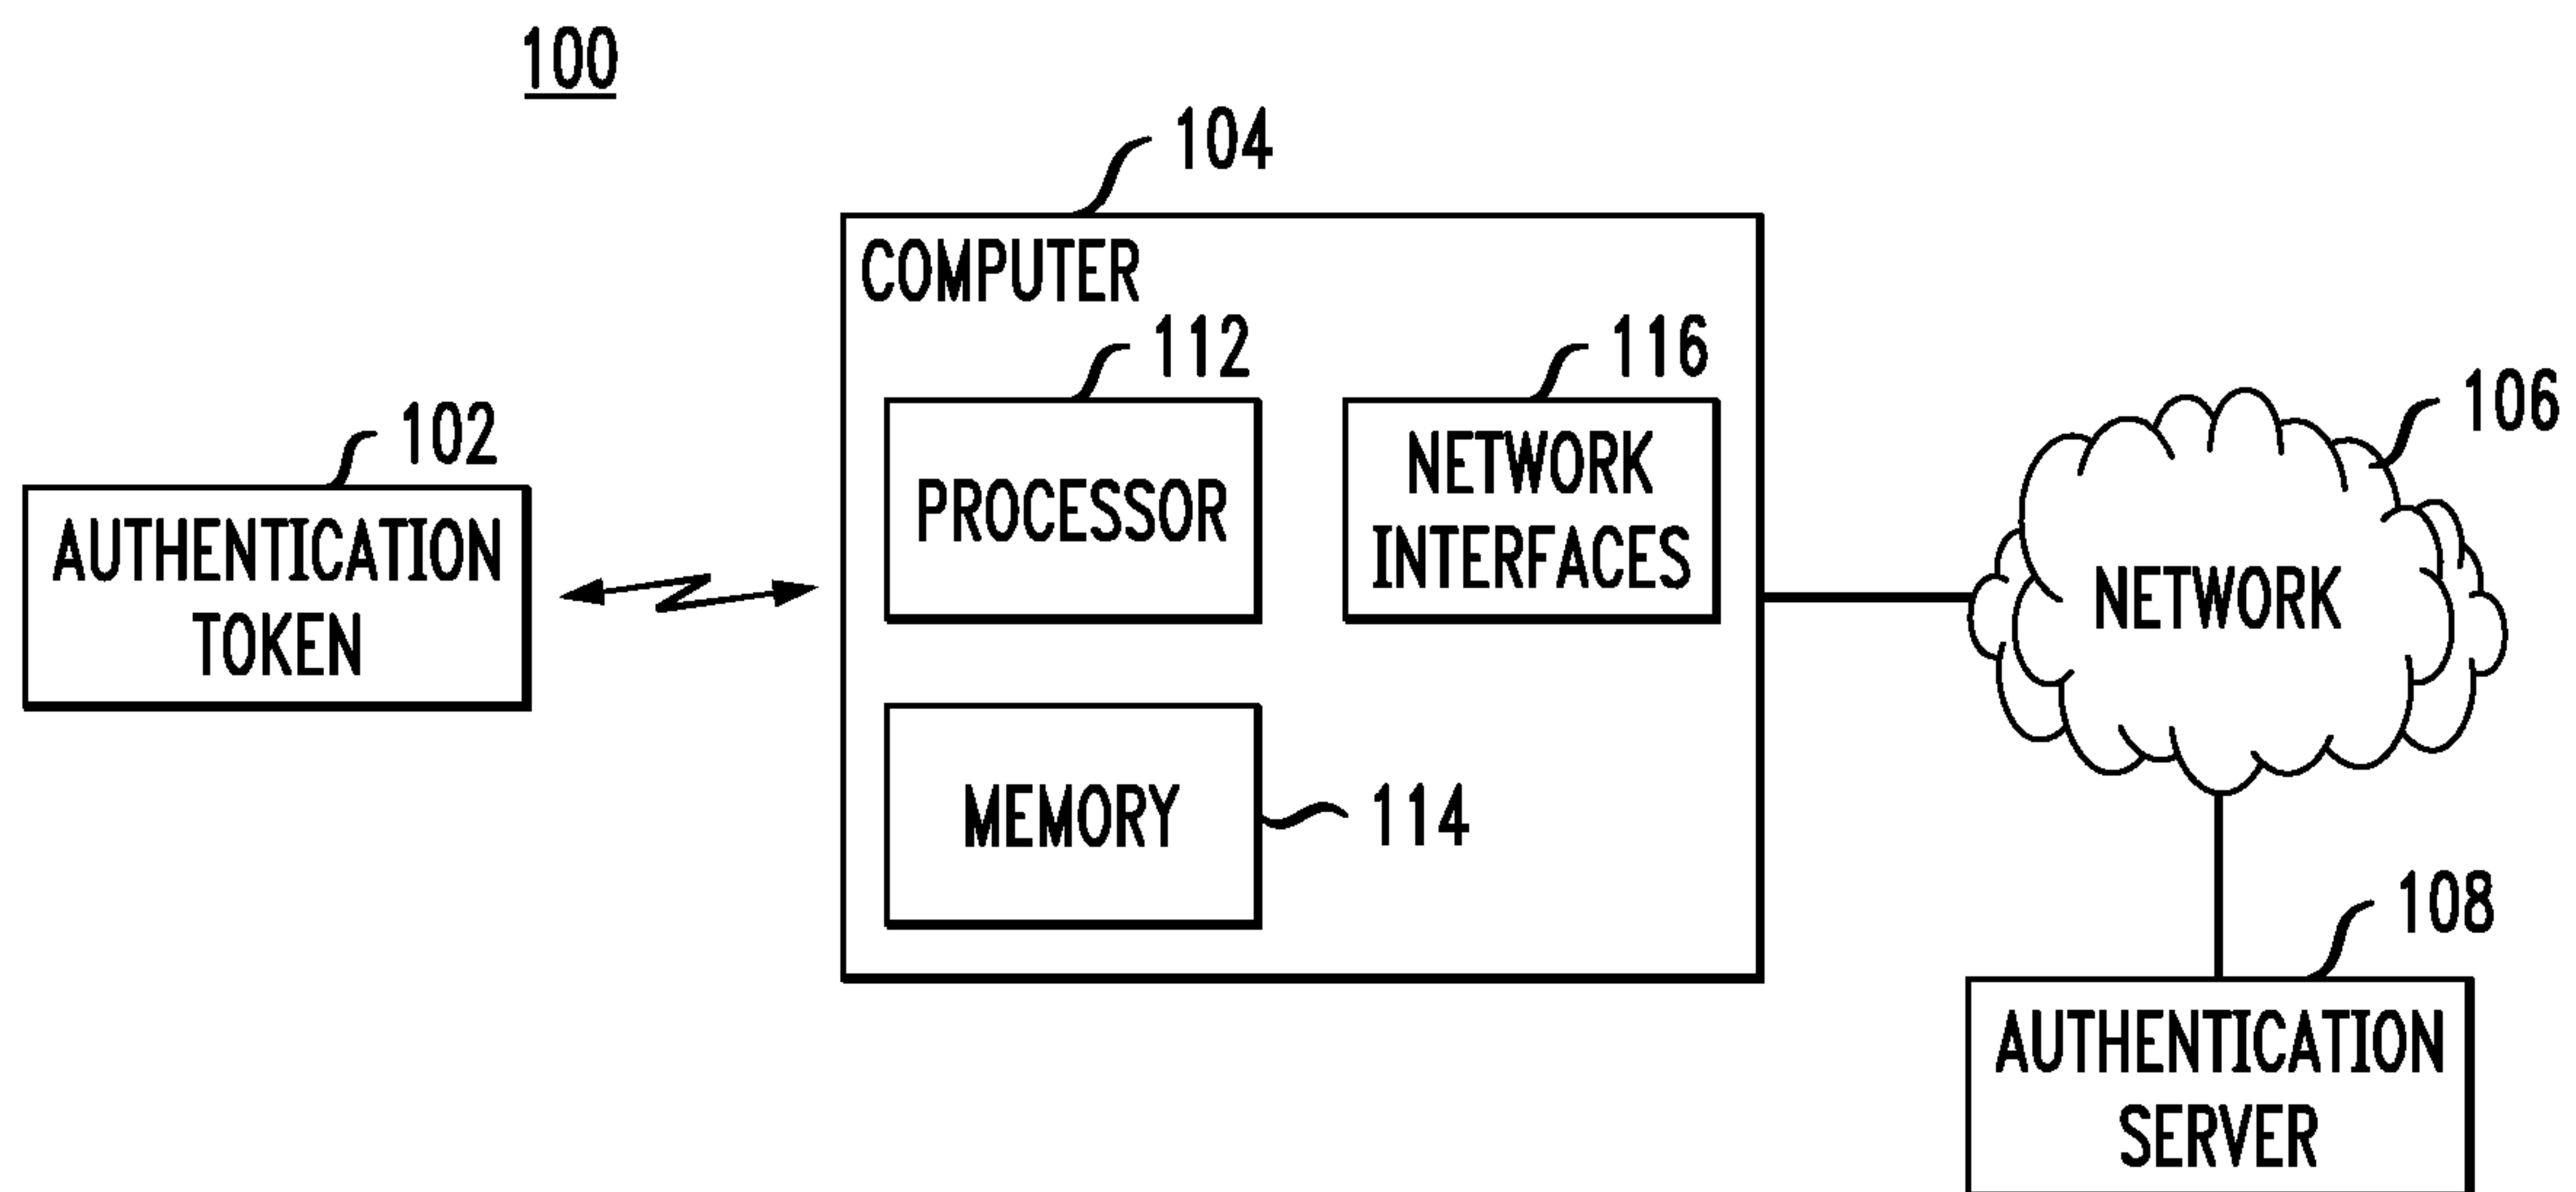 100
104
COMPUTER
112
116
102
106
AUTHENTICATION
TOKEN
PROCESSOR
NETWORK
INTERFACES
NETWORK
MEMORY
114
108
AUTHENTICATION
SERVER